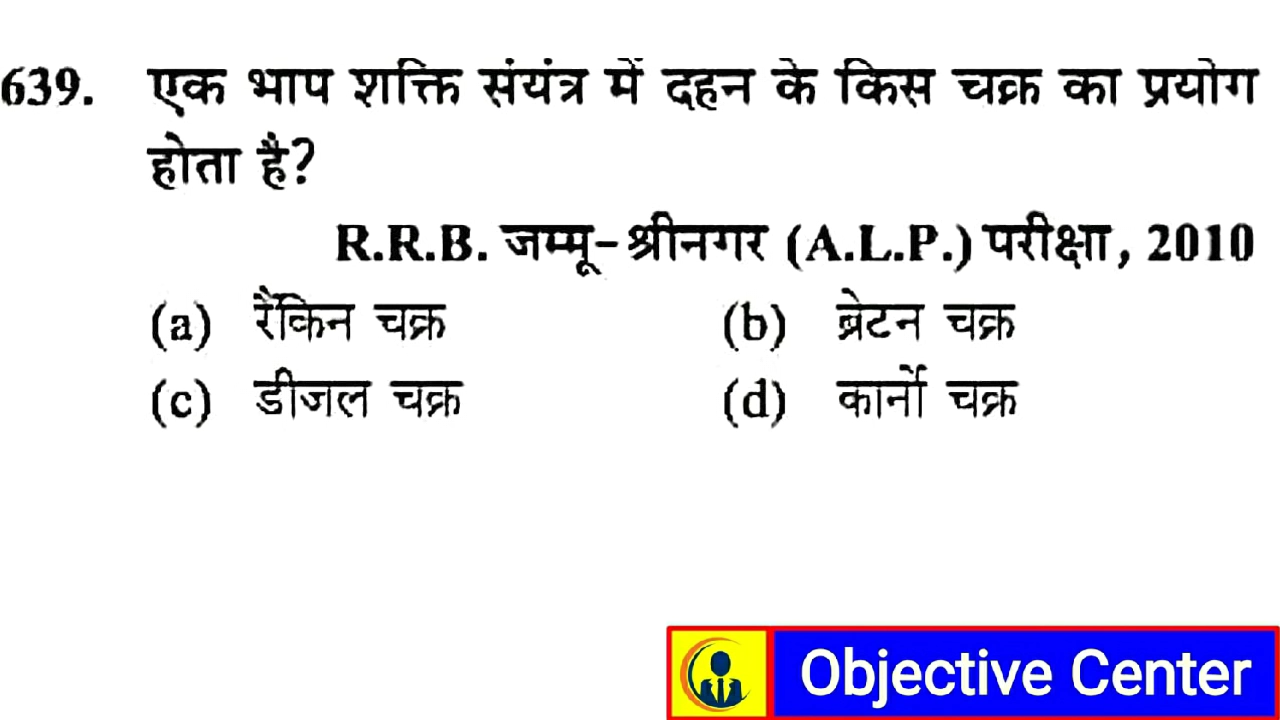 639. एक भाप शक्ति संयंत्र में दहन के किस चक्र का प्रयोग
होता है?
R.R.B. जम्मू-श्रीनगर (A.L.P.) परीक्षा, 2010
(a) रैंकिन चक्र (b) ब्रेटन चक्र
(c) डीजल चक्र (d) कार्नो चक्र
Objective Center